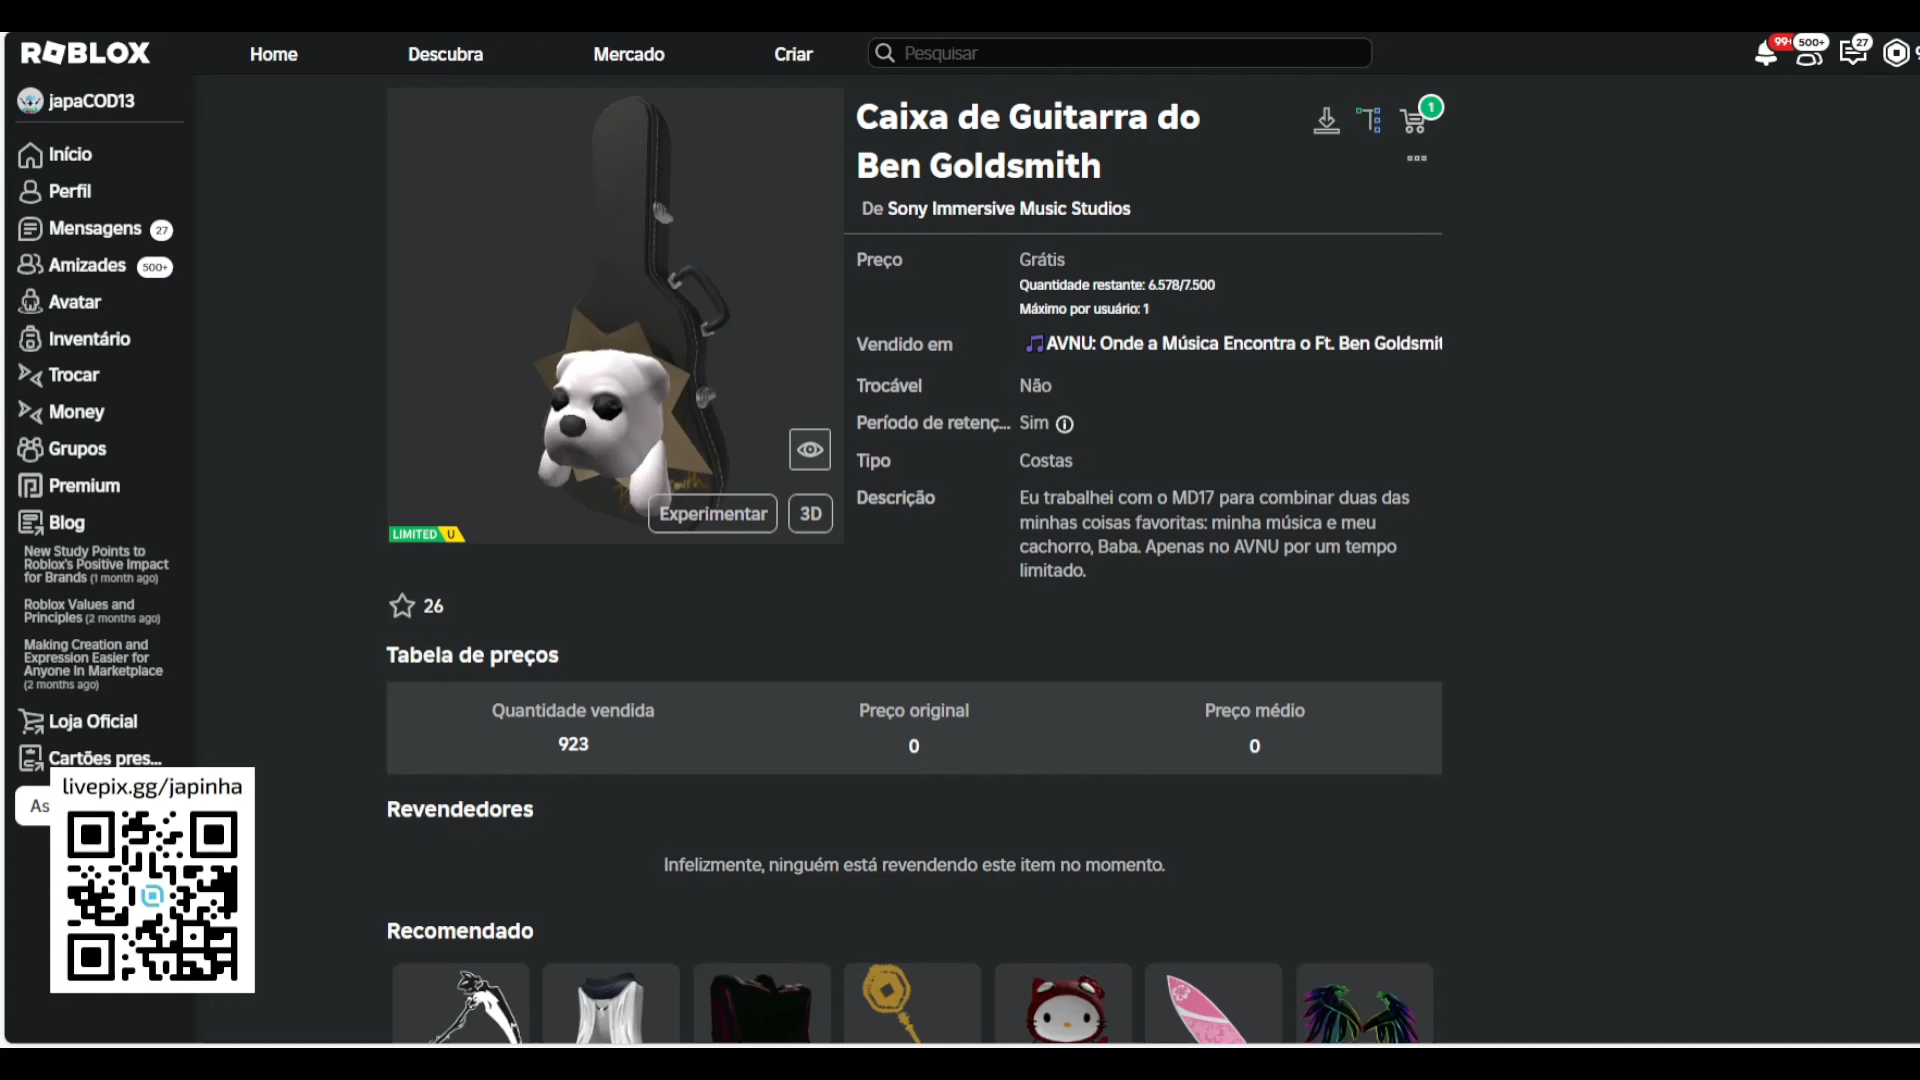 ROBLOX
Home
Descubra
Mercado
Criar
Pesquisar
99+
500+
27
japaCOD13
Início
Perfil
Mensagens 27
Amizades 500+
Avatar
Inventário
Trocar
Money
Grupos
Premium
Blog
New Study Points to
Roblox's Positive Impact
for Brands (1 month ago)
Roblox Values and
Principles (2 months ago)
Making Creation and
Expression Easier for
Anyone In Marketplace
(2 months ago)
Loja Oficial
Cartões pres...
As
livepix.gg/japinha
Experimentar
3D
LIMITED U
26
Caixa de Guitarra do
Ben Goldsmith
1
De Sony Immersive Music Studios
Preço
Grátis
Quantidade restante: 6.578/7.500
Máximo por usuário: 1
Vendido em
AVNU: Onde a Música Encontra o Ft. Ben Goldsmit
Trocável
Não
Período de retenç...
Sim
Tipo
Costas
Descrição
Eu trabalhei com o MD17 para combinar duas das
minhas coisas favoritas: minha música e meu
cachorro, Baba. Apenas no AVNU por um tempo
limitado.
Tabela de preços
Quantidade vendida
923
Preço original
0
Preço médio
0
Revendedores
Infelizmente, ninguém está revendendo este item no momento.
Recomendado